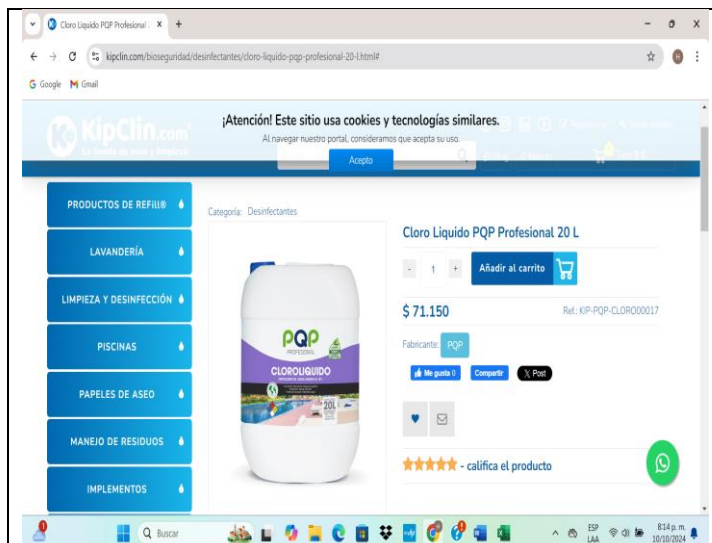 Cloro Liquido PQP Profesional
kipclin.com/bioseguridad/desinfectantes/cloro-liquido-pqp-profesional-20-l.html#
Google
Gmail
KipClin.com
¡Atención! Este sitio usa cookies y tecnologías similares.
Al navegar nuestro portal, consideramos que acepta su uso.
Acepto
PRODUCTOS DE REFill®
LAVANDERÍA
LIMPIEZA Y DESINFECCIÓN
PISCINAS
PAPELES DE ASEO
MANEJO DE RESIDUOS
IMPLEMENTOS
Categoría: Desinfectantes
PQP
PROFESIONAL
CLOROLIQUIDO
20L
Cloro Liquido PQP Profesional 20 L
- 1 +
Añadir al carrito
$ 71.150
Ref.: KIP-PQP-CLORO00017
Fabricante: PQP
Me gusta 0
Compartir
X Post
- califica el producto
Buscar
ESP
LAA
8:14 p. m.
10/10/2024